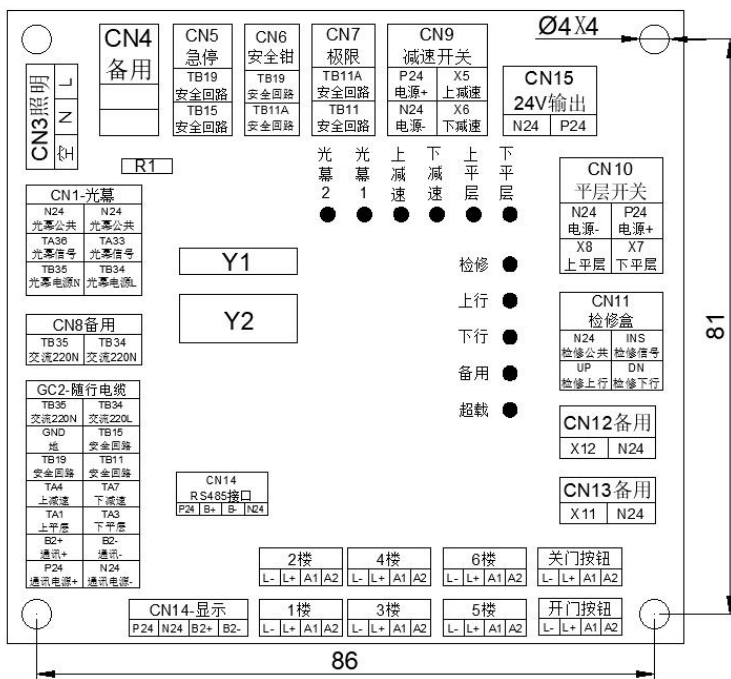 CN4
备用
CN5
急停
TB19
安全回路
TB15
安全回路
CN6
安全钳
TB19
安全回路
TB11A
安全回路
CN7
极限
TB11A
安全回路
TB11
安全回路
CN9
减速开关
P24 X5
电源+ 上减速
N24 X6
电源- 下减速
Ø4X4
CN15
24V输出
N24 P24
CN3照明
空 N L
R1
光幕2
光幕1
上减速
下减速
上平层
下平层
CN1-光幕
N24 N24
光幕公共 光幕公共
TA36 TA33
光幕信号 光幕信号
TB35 TB34
光幕电源N 光幕电源L
Y1
Y2
检修
上行
下行
备用
超载
CN10
平层开关
N24 P24
电源- 电源+
X8 X7
上平层 下平层
CN11
检修盒
N24 INS
检修公共 检修信号
UP DN
检修上行 检修下行
81
CN8备用
TB35 TB34
交流220N 交流220N
GC2-随行电缆
TB35 TB34
交流220N 交流220L
GND TB15
地 安全回路
TB19 TB11
安全回路 安全回路
TA4 TA7
上减速 下减速
TA1 TA3
上平层 下平层
B2+ B2-
通讯+ 通讯-
P24 N24
通讯电源+ 通讯电源-
CN12备用
X12 N24
CN13备用
X11 N24
CN14
RS485接口
P24 B+ B- N24
2楼
L- L+ A1 A2
4楼
L- L+ A1 A2
6楼
L- L+ A1 A2
关门按钮
L- L+ A1 A2
CN14-显示
P24 N24 B2+ B2-
1楼
L- L+ A1 A2
3楼
L- L+ A1 A2
5楼
L- L+ A1 A2
开门按钮
L- L+ A1 A2
86